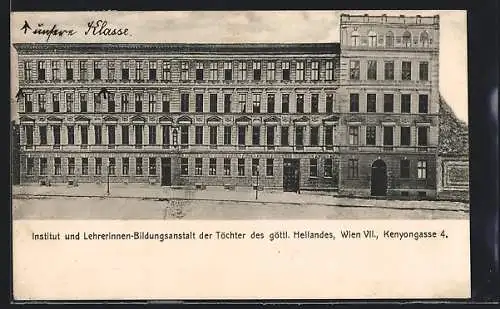 unsere Klasse.
Institut und Lehrerinnen-Bildungsanstalt der Töchter des göttl. Heilandes, Wien VII., Kenyongasse 4.